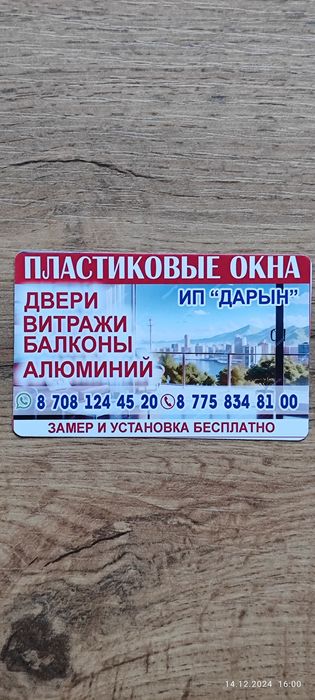 ПЛАСТИКОВЫЕ ОКНА
ДВЕРИ
ИП "ДАРЫН"
ВИТРАЖИ
БАЛКОНЫ
АЛЮМИНИЙ
8 708 124 45 20 8 775 834 81 00
ЗАМЕР И УСТАНОВКА БЕСПЛАТНО
14.12.2024 16:00